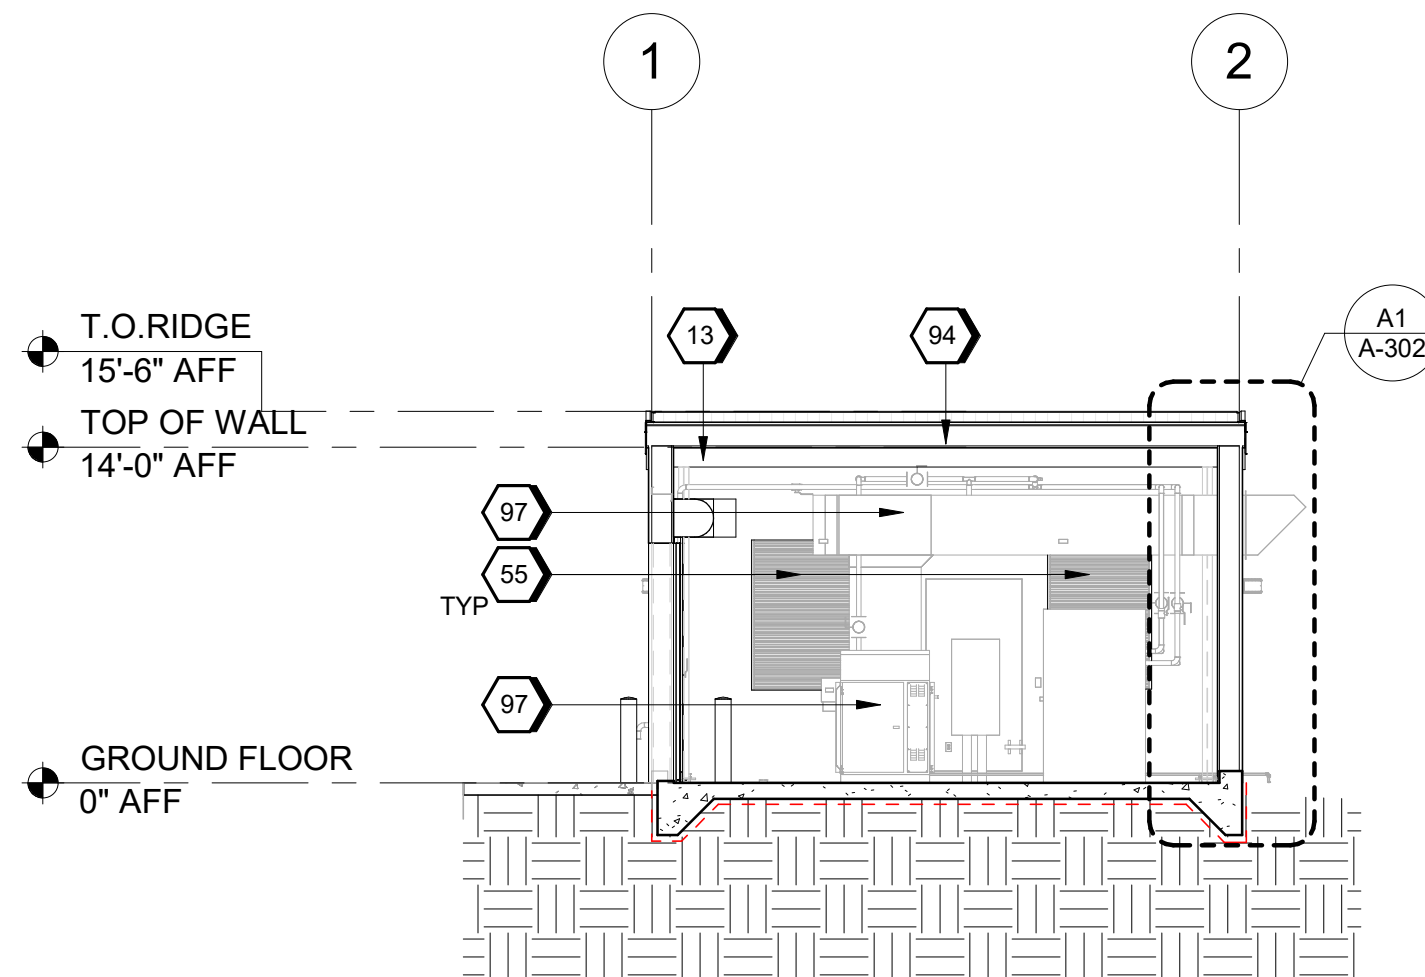 1
2
T.O.RIDGE
15'-6" AFF
13
94
A1
A-302
TOP OF WALL
14'-0" AFF
97
55
TYP
97
GROUND FLOOR
0" AFF